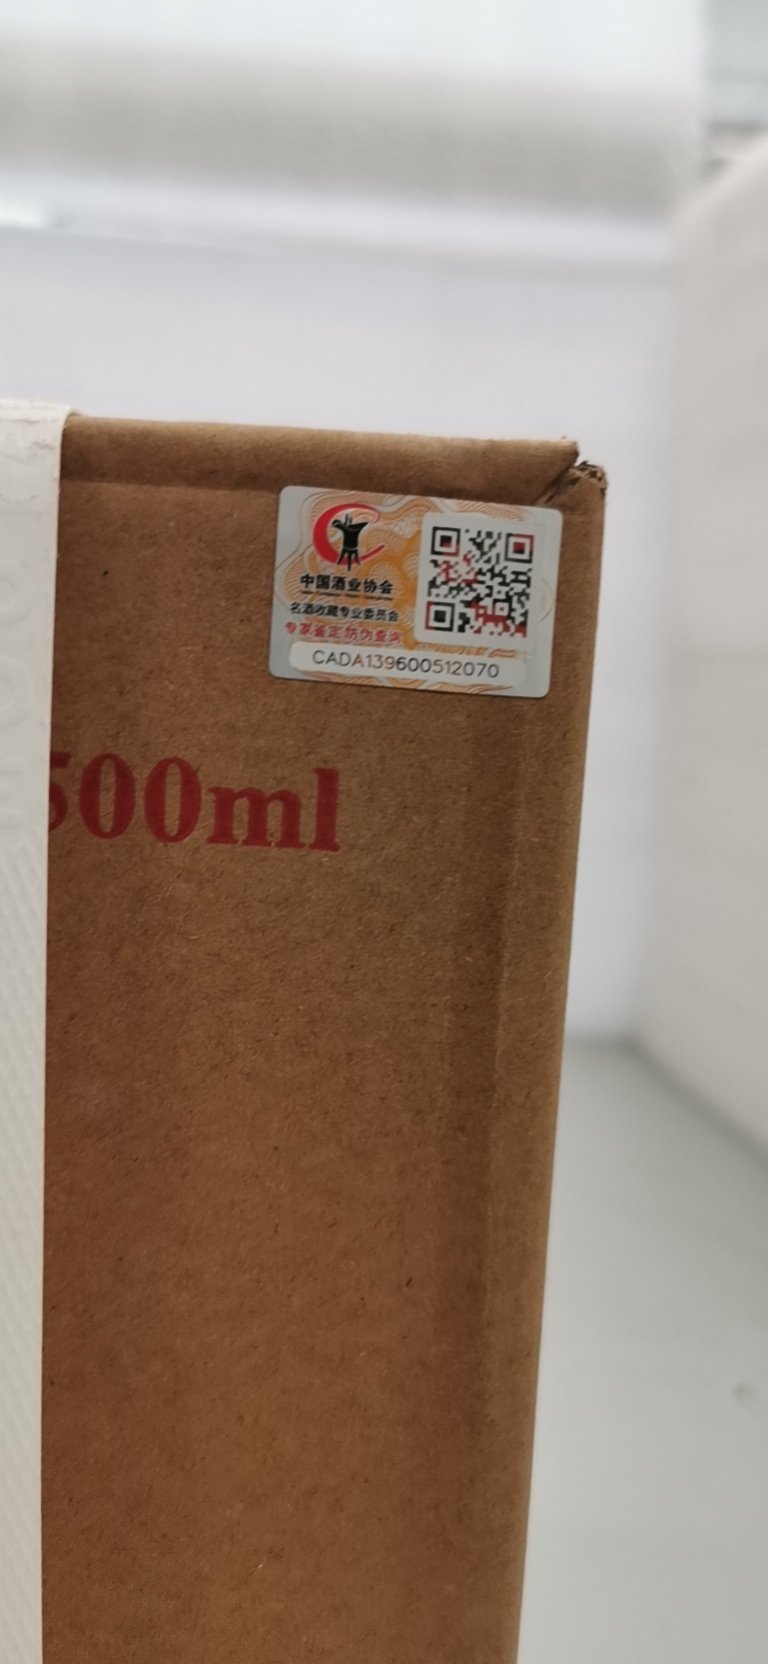 中国酒业协会
名酒收藏专业委员会
专家鉴定 防伪查询
CADA139600512070
500ml